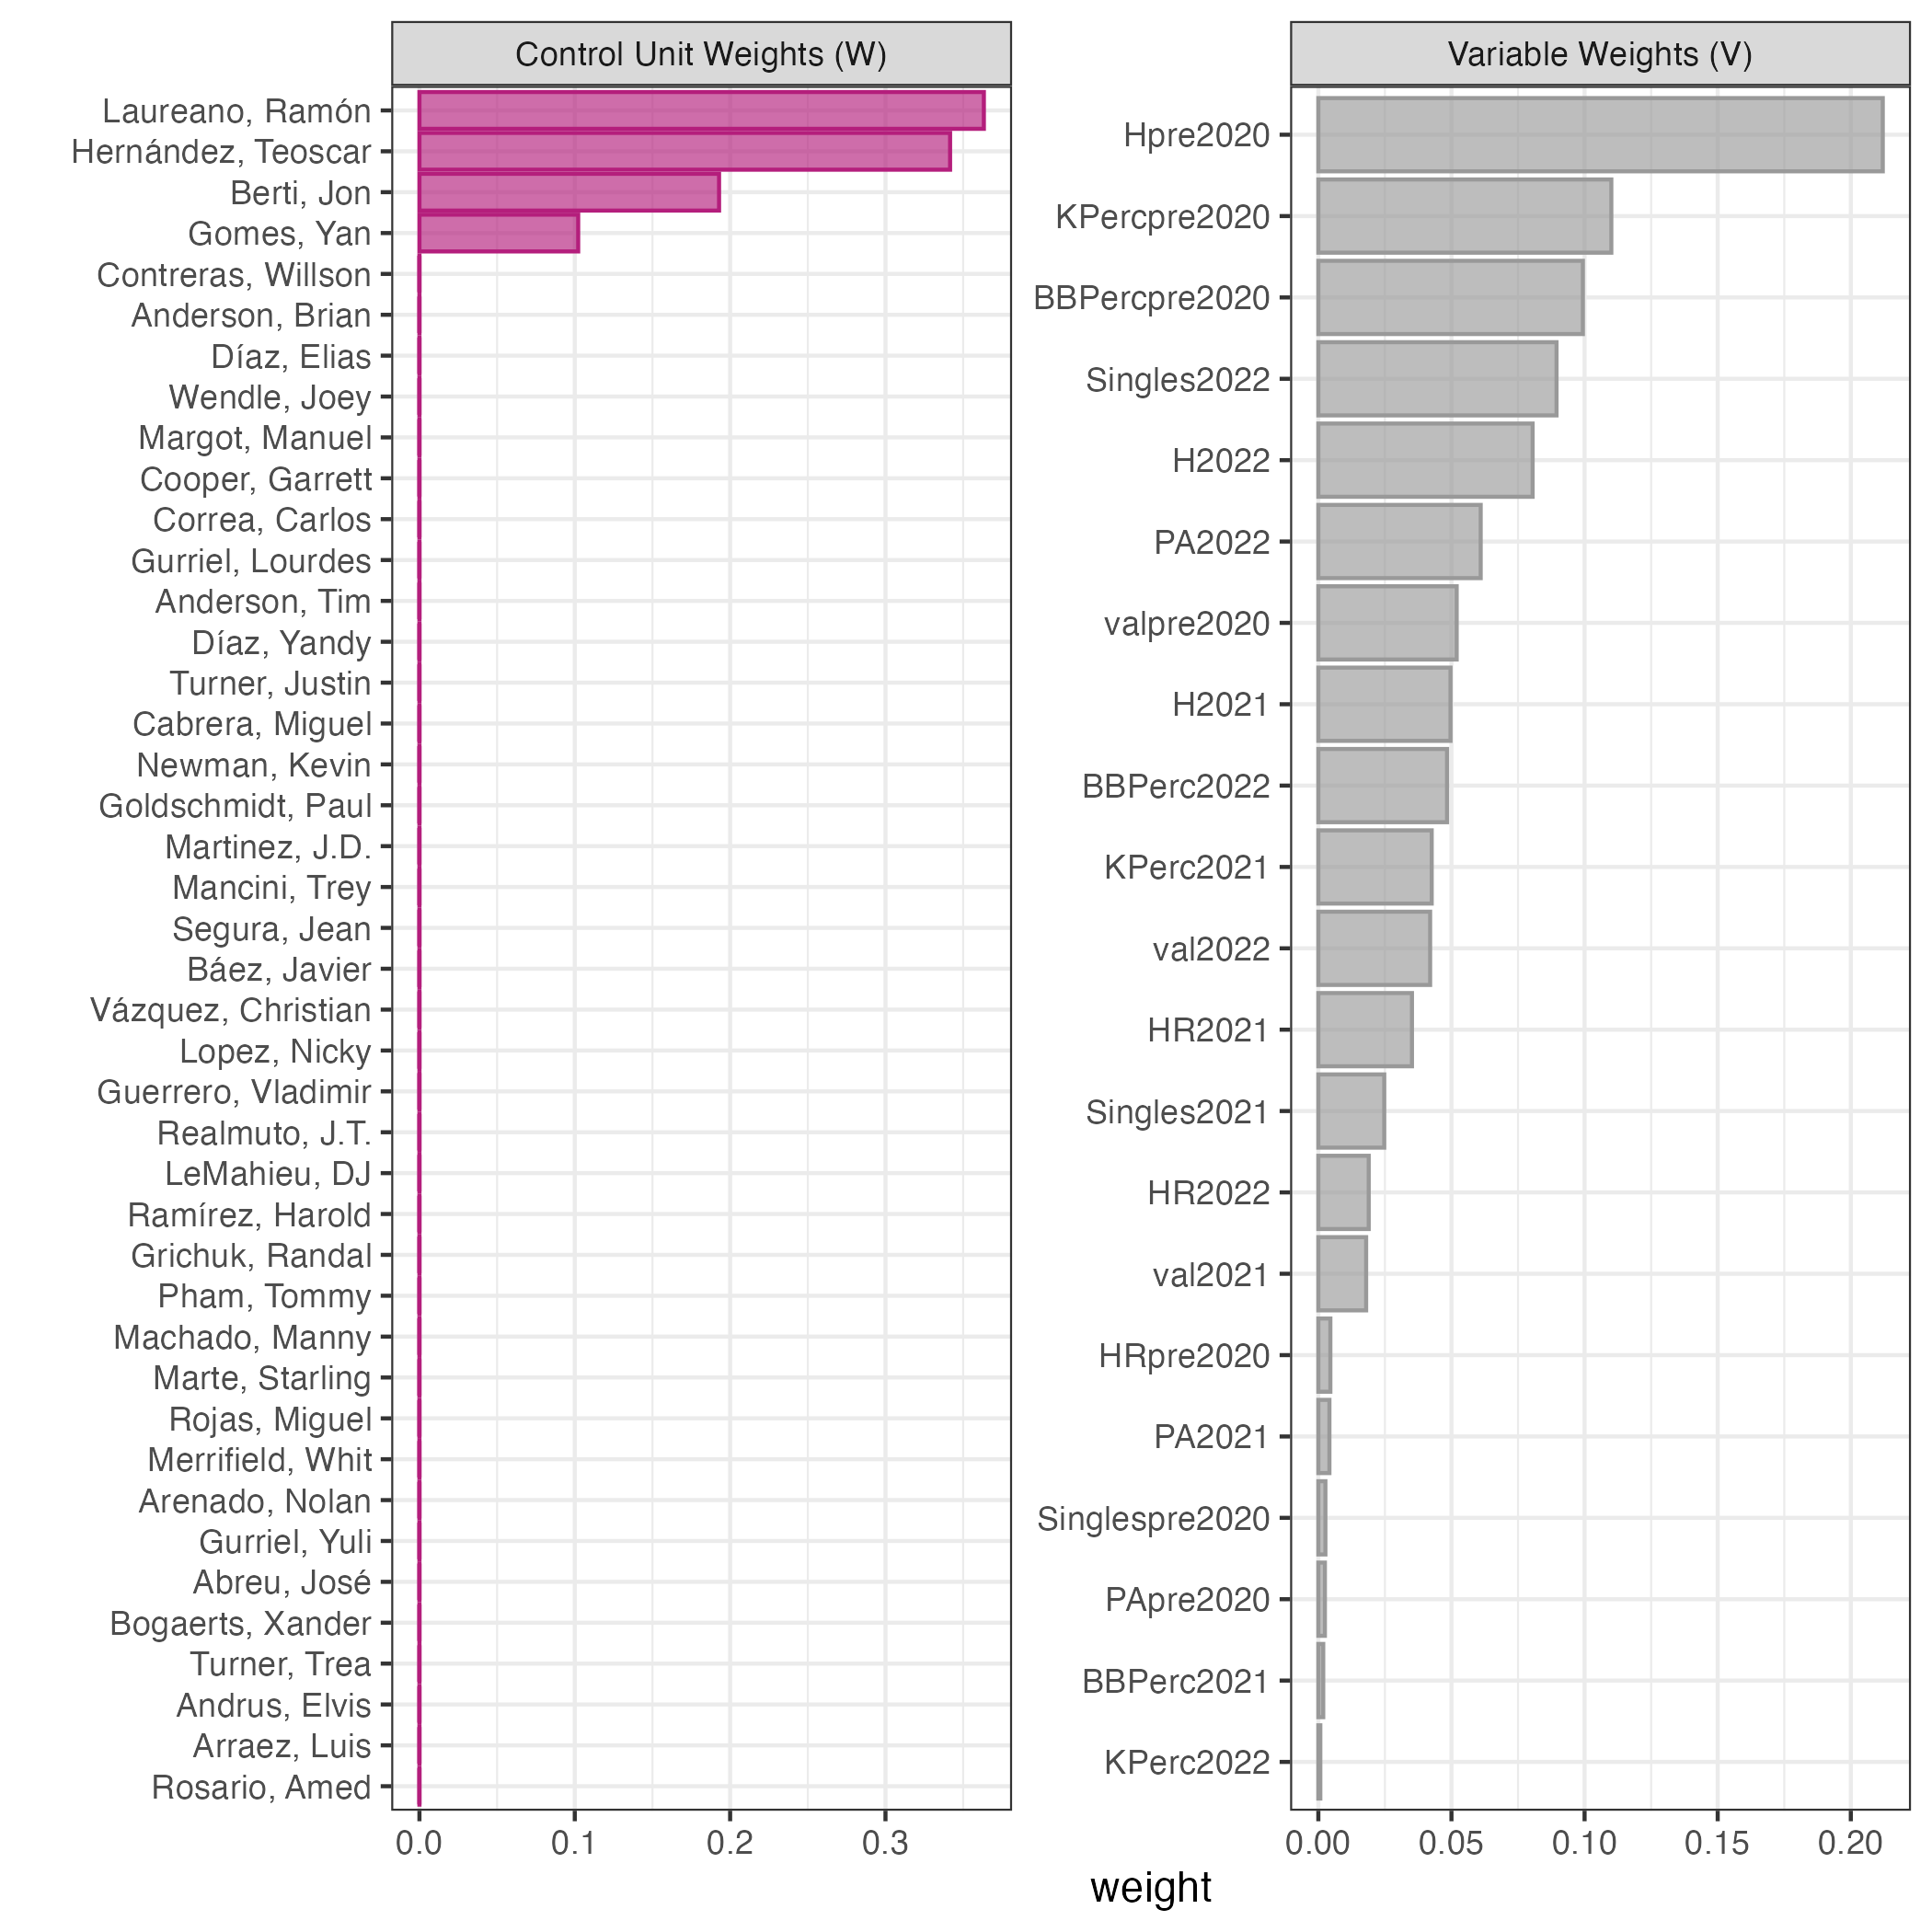 Control Unit Weights (W)
Laureano, Ramón
Hernández, Teoscar
Berti, Jon
Gomes, Yan
Contreras, Willson
Anderson, Brian
Díaz, Elias
Wendle, Joey
Margot, Manuel
Cooper, Garrett
Correa, Carlos
Gurriel, Lourdes
Anderson, Tim
Díaz, Yandy
Turner, Justin
Cabrera, Miguel
Newman, Kevin
Goldschmidt, Paul
Martinez, J.D.
Mancini, Trey
Segura, Jean
Báez, Javier
Vázquez, Christian
Lopez, Nicky
Guerrero, Vladimir
Realmuto, J.T.
LeMahieu, DJ
Ramírez, Harold
Grichuk, Randal
Pham, Tommy
Machado, Manny
Marte, Starling
Rojas, Miguel
Merrifield, Whit
Arenado, Nolan
Gurriel, Yuli
Abreu, José
Bogaerts, Xander
Turner, Trea
Andrus, Elvis
Arraez, Luis
Rosario, Amed
0.0 0.1 0.2 0.3
Variable Weights (V)
Hpre2020
KPercpre2020
BBPercpre2020
Singles2022
H2022
PA2022
valpre2020
H2021
BBPerc2022
KPerc2021
val2022
HR2021
Singles2021
HR2022
val2021
HRpre2020
PA2021
Singlespre2020
PApre2020
BBPerc2021
KPerc2022
0.00 0.05 0.10 0.15 0.20
weight